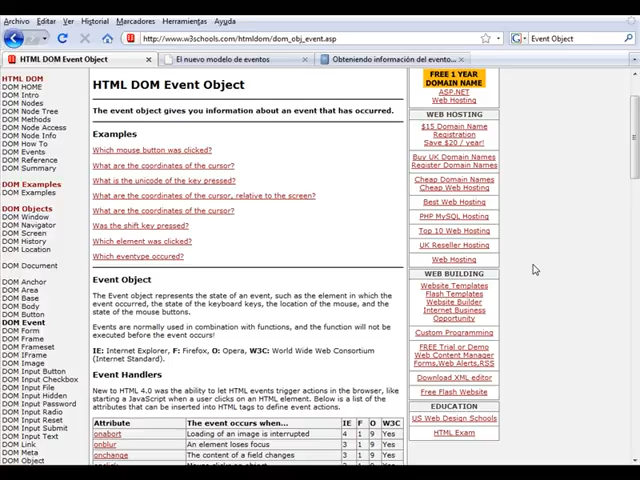 Archivo Editar Ver Historial Marcadores Herramientas Ayuda
http://www.w3schools.com/htmldom/dom_obj_event.asp
Event Object
HTML DOM Event Object
El nuevo modelo de eventos
Obteniendo información del evento...
HTML DOM
DOM HOME
DOM Intro
DOM Nodes
DOM Node Tree
DOM Methods
DOM Node Access
DOM Node Info
DOM How To
DOM Events
DOM Reference
DOM Summary
DOM Examples
DOM Examples
DOM Objects
DOM Window
DOM Navigator
DOM Screen
DOM History
DOM Location
DOM Document
DOM Anchor
DOM Area
DOM Base
DOM Body
DOM Button
DOM Event
DOM Form
DOM Frame
DOM Frameset
DOM IFrame
DOM Image
DOM Input Button
DOM Input Checkbox
DOM Input File
DOM Input Hidden
DOM Input Password
DOM Input Radio
DOM Input Reset
DOM Input Submit
DOM Input Text
DOM Link
DOM Meta
DOM Object
HTML DOM Event Object
The event object gives you information about an event that has occurred.
Examples
Which mouse button was clicked?
What are the coordinates of the cursor?
What is the unicode of the key pressed?
What are the coordinates of the cursor, relative to the screen?
What are the coordinates of the cursor?
Was the shift key pressed?
Which element was clicked?
Which eventype occured?
Event Object
The Event object represents the state of an event, such as the element in which the
event occurred, the state of the keyboard keys, the location of the mouse, and the
state of the mouse buttons.
Events are normally used in combination with functions, and the function will not be executed
before the event occurs!
IE: Internet Explorer, F: Firefox, O: Opera, W3C: World Wide Web Consortium
(Internet Standard).
Event Handlers
New to HTML 4.0 was the ability to let HTML events trigger actions in the browser, like
starting a JavaScript when a user clicks on an HTML element. Below is a list of the
attributes that can be inserted into HTML tags to define event actions.
Attribute The event occurs when... IE F O W3C
onabort Loading of an image is interrupted 4 1 9 Yes
onblur An element loses focus 3 1 9 Yes
onchange The content of a field changes 3 1 9 Yes
FREE 1 YEAR
DOMAIN NAME
ASP.NET
Web Hosting
WEB HOSTING
$15 Domain Name
Registration
Save $20 / year!
Buy UK Domain Names
Register Domain Names
Cheap Domain Names
Cheap Web Hosting
Best Web Hosting
PHP MySQL Hosting
Top 10 Web Hosting
UK Reseller Hosting
Web Hosting
WEB BUILDING
Website Templates
Flash Templates
Website Builder
Internet Business
Opportunity
Custom Programming
FREE Trial or Demo
Web Content Manager
Forms,Web Alerts,RSS
Download XML editor
Free Flash Website
EDUCATION
US Web Design Schools
HTML Exam